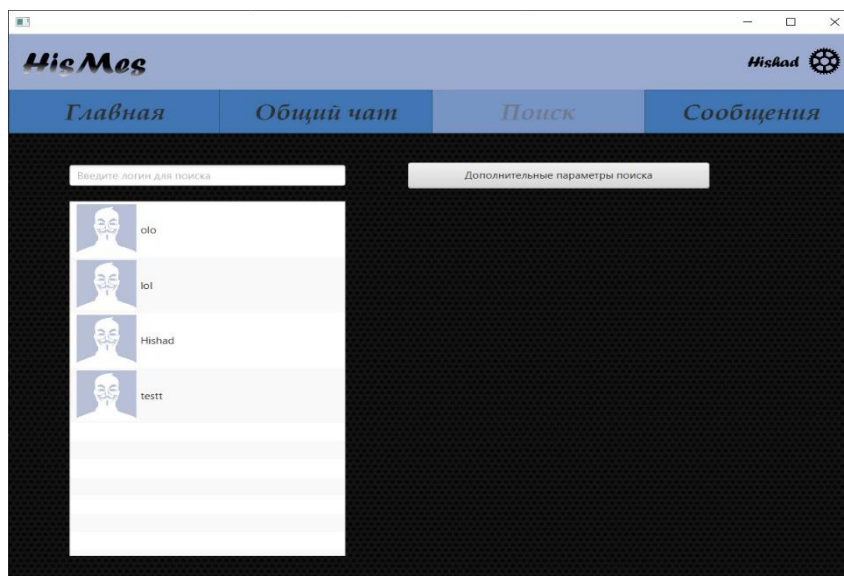 HisMes
Hishad
Главная
Общий чат
Поиск
Сообщения
Введите логин для поиска
Дополнительные параметры поиска
olo
lol
Hishad
testt